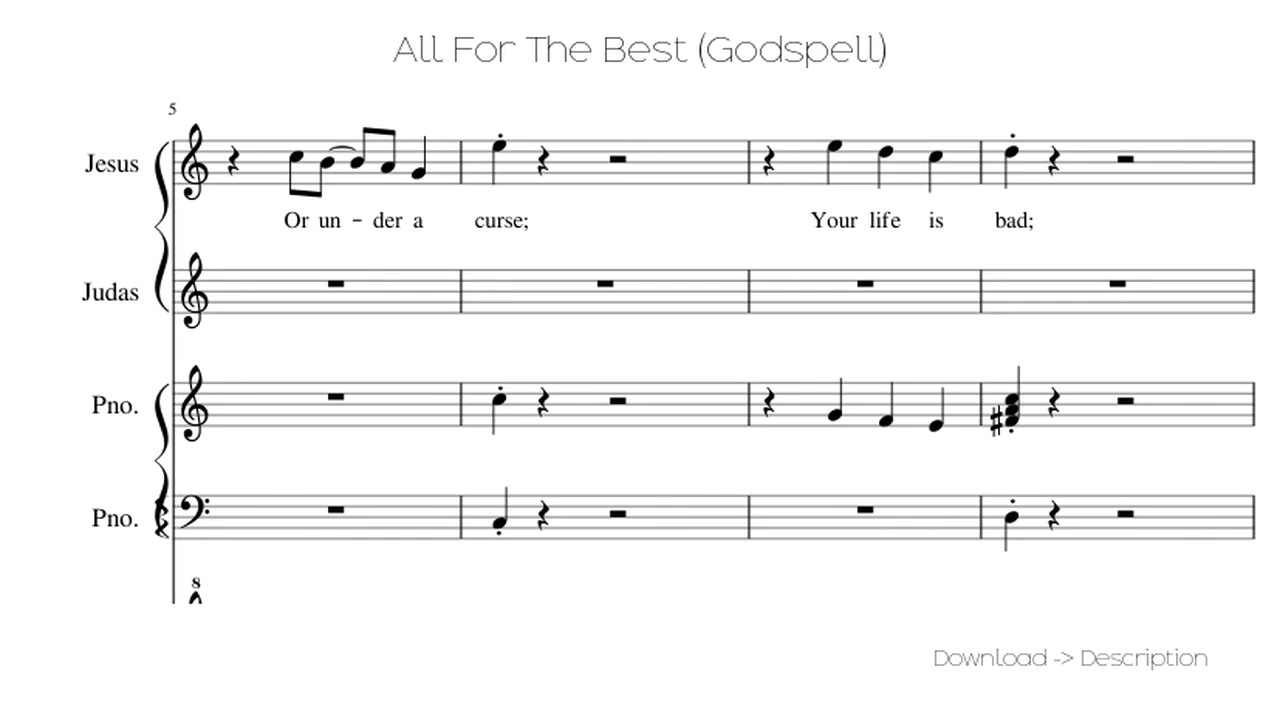 All For The Best (Godspell)
5
Jesus
Or un - der a curse; Your life is bad;
Judas
Pno.
Pno.
8
Download -> Description